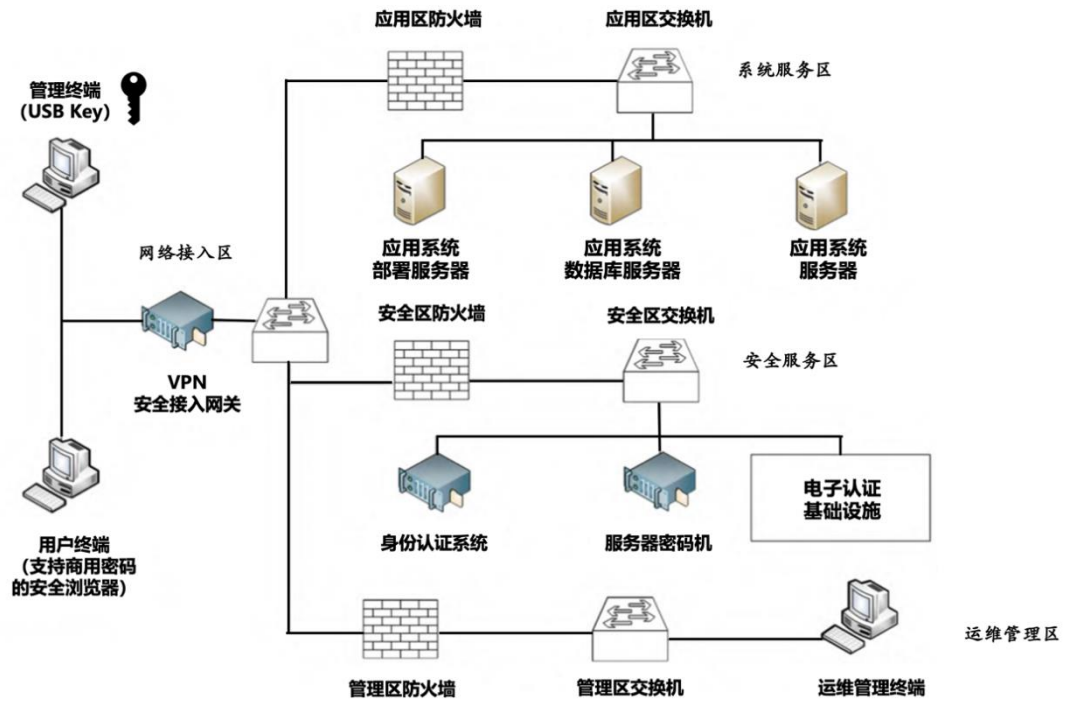 应用区防火墙
应用区交换机
系统服务区
管理终端
（USB Key）
应用系统
部署服务器
应用系统
数据库服务器
应用系统
服务器
网络接入区
安全区防火墙
安全区交换机
安全服务区
VPN
安全接入网关
身份认证系统
服务器密码机
电子认证
基础设施
用户终端
（支持商用密码
的安全浏览器）
运维管理区
管理区防火墙
管理区交换机
运维管理终端